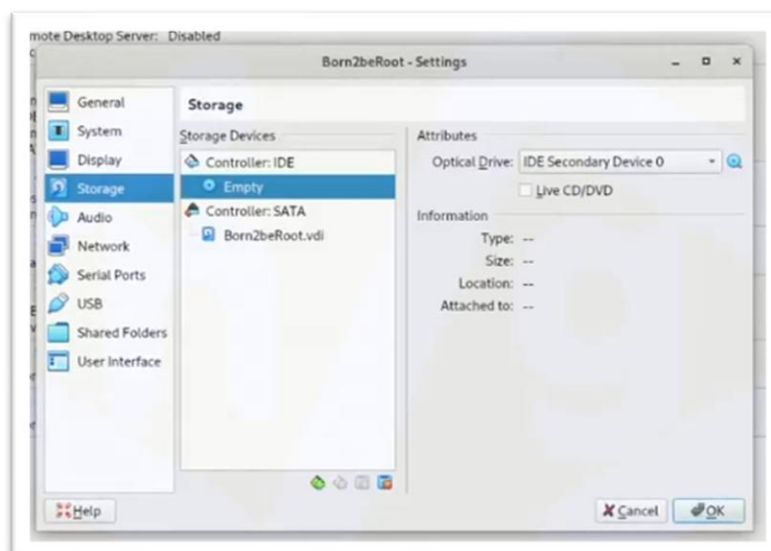 mote Desktop Server: Disabled
Born2beRoot - Settings
General
System
Display
Storage
Audio
Network
Serial Ports
USB
Shared Folders
User Interface
Storage
Storage Devices
Controller: IDE
Empty
Controller: SATA
Born2beRoot.vdi
Attributes
Optical Drive: IDE Secondary Device 0
Live CD/DVD
Information
Type: --
Size: --
Location: --
Attached to: --
Help
Cancel
OK